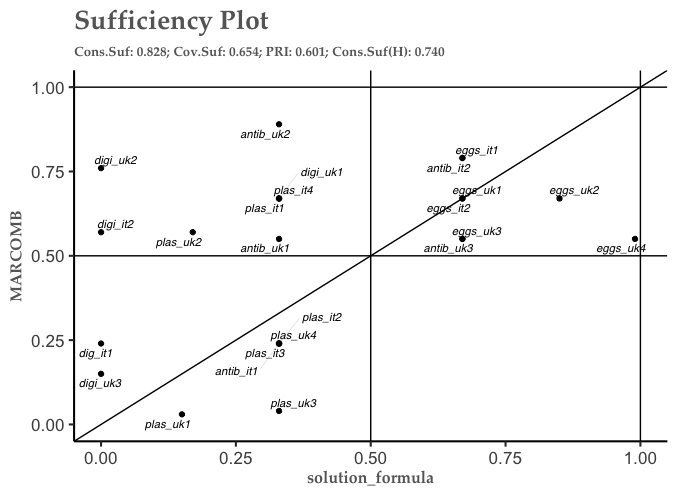 Sufficiency Plot
Cons.Suf: 0.828; Cov.Suf: 0.654; PRI: 0.601; Cons.Suf(H): 0.740
1.00
antib_uk2
eggs_it1
digi_uk2
antib_it2
0.75
digi_uk1
plas_it4
eggs_uk1
eggs_uk2
plas_it1
eggs_it2
digi_it2
eggs_uk3
plas_uk2
antib_uk1
antib_uk3
eggs_uk4
0.50
MARCOMB
plas_it2
plas_uk4
0.25
dig_it1
plas_it3
antib_it1
digi_uk3
plas_uk3
plas_uk1
0.00
0.00 0.25 0.50 0.75 1.00
solution_formula